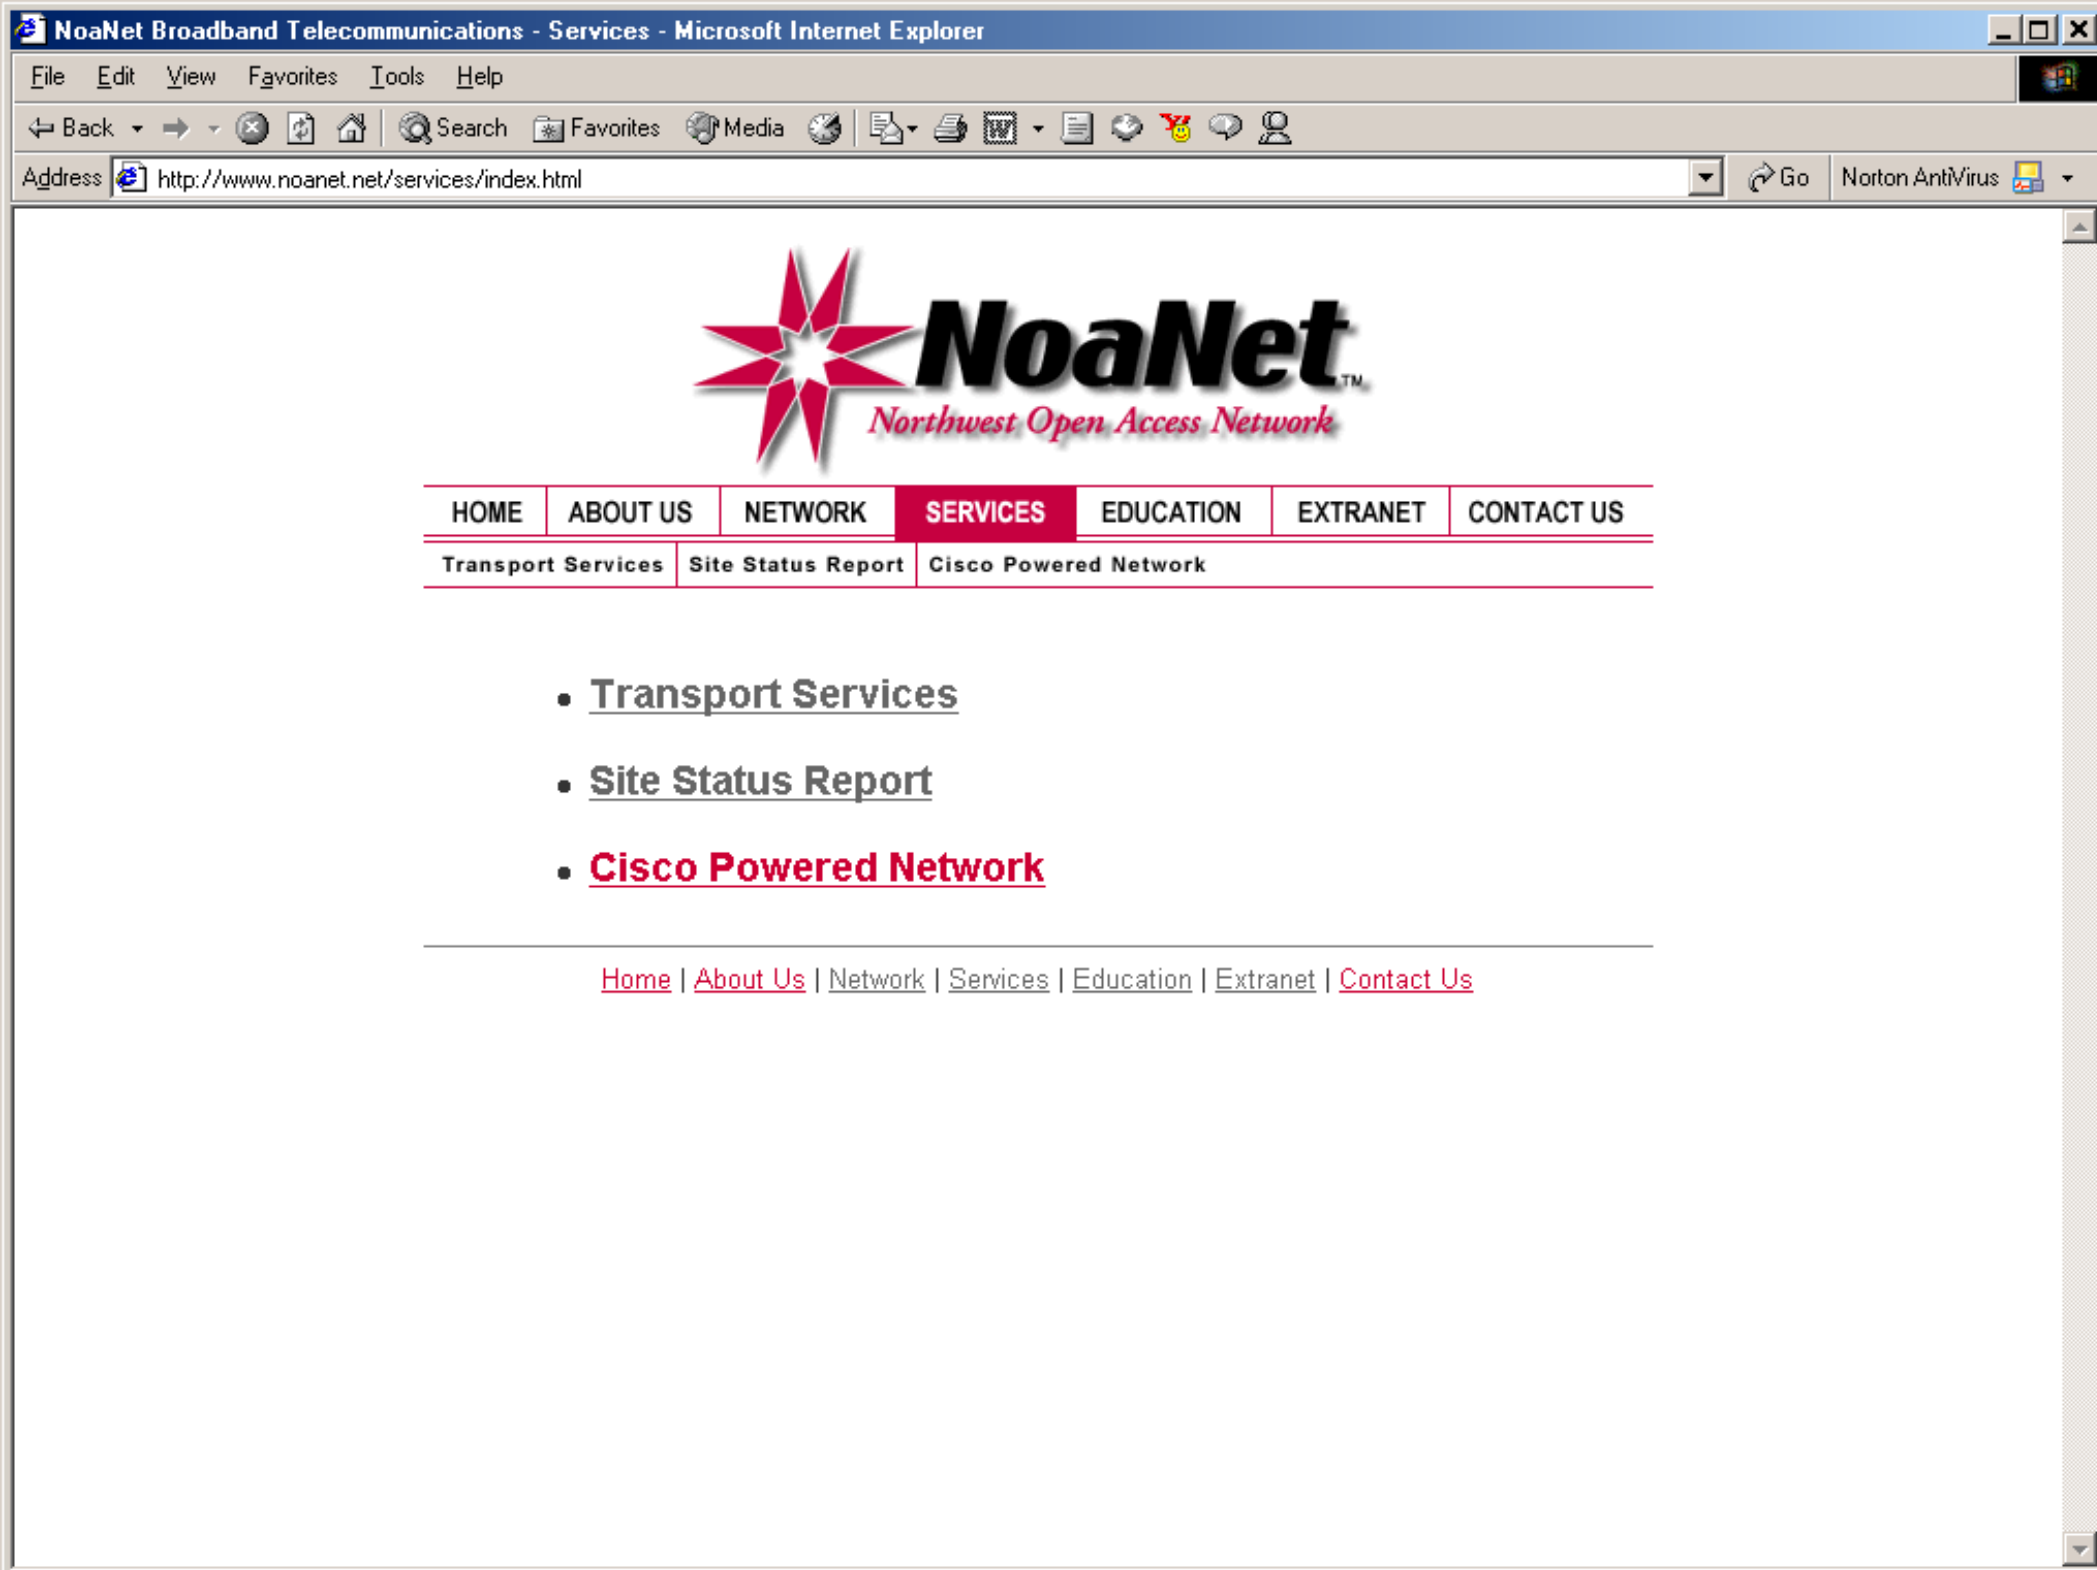 NoaNet Broadband Telecommunications - Services - Microsoft Internet Explorer
File Edit View Favorites Tools Help
Back Search Favorites Media
Address http://www.noanet.net/services/index.html Go Norton AntiVirus
NoaNet™
Northwest Open Access Network
HOME ABOUT US NETWORK SERVICES EDUCATION EXTRANET CONTACT US
Transport Services Site Status Report Cisco Powered Network
• Transport Services
• Site Status Report
• Cisco Powered Network
Home | About Us | Network | Services | Education | Extranet | Contact Us